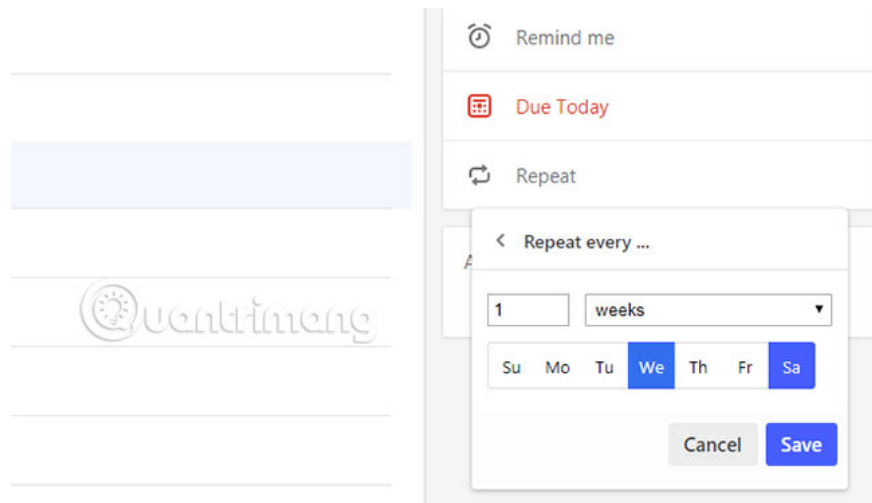 Remind me
Due Today
Repeat
Repeat every ...
A
1 weeks
Su Mo Tu We Th Fr Sa
Cancel Save
Quantrimang